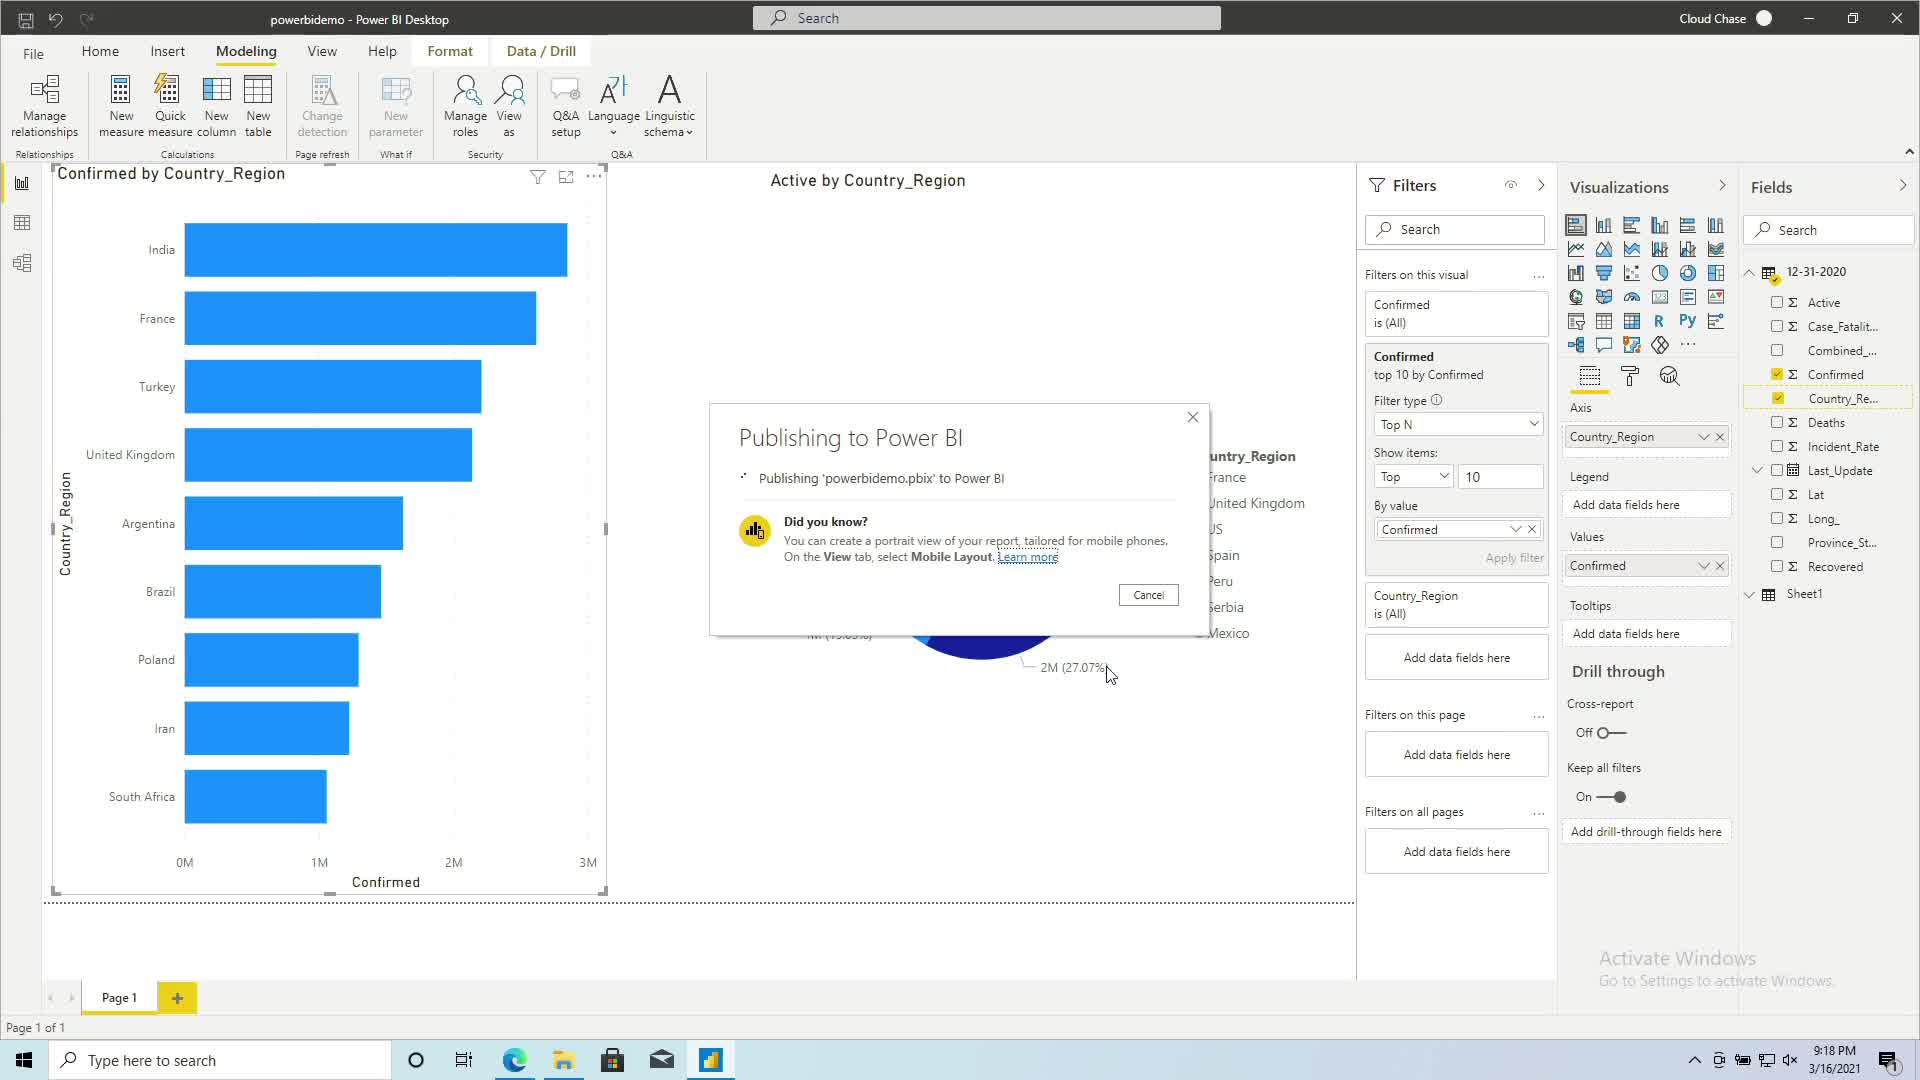 powerbidemo - Power BI Desktop
Search
Cloud Chase
File
Home
Insert
Modeling
View
Help
Format
Data / Drill
Manage
relationships
New
measure
Quick
measure
New
column
New
table
Change
detection
New
parameter
Manage
roles
View
as
Q&A
setup
Language
Linguistic
schema
Relationships
Calculations
Page refresh
What if
Security
Q&A
Confirmed by Country_Region
India
France
Turkey
United Kingdom
Argentina
Brazil
Poland
Iran
South Africa
Country_Region
0M
1M
2M
3M
Confirmed
Active by Country_Region
Publishing to Power BI
Publishing 'powerbidemo.pbix' to Power BI
Did you know?
You can create a portrait view of your report, tailored for mobile phones.
On the View tab, select Mobile Layout. Learn more
Cancel
untry_Region
France
United Kingdom
US
Spain
Peru
Serbia
Mexico
2M (27.07%)
Filters
Search
Filters on this visual
Confirmed
is (All)
Confirmed
top 10 by Confirmed
Filter type
Top N
Show items:
Top
10
By value
Confirmed
Apply filter
Country_Region
is (All)
Add data fields here
Filters on this page
Add data fields here
Filters on all pages
Add data fields here
Visualizations
123
R
Py
Axis
Country_Region
Legend
Add data fields here
Values
Confirmed
Tooltips
Add data fields here
Drill through
Cross-report
Off
Keep all filters
On
Add drill-through fields here
Fields
Search
12-31-2020
Active
Case_Fatalit...
Combined_...
Confirmed
Country_Re...
Deaths
Incident_Rate
Last_Update
Lat
Long_
Province_St...
Recovered
Sheet1
Activate Windows
Go to Settings to activate Windows.
Page 1
Page 1 of 1
Type here to search
9:18 PM
3/16/2021
1